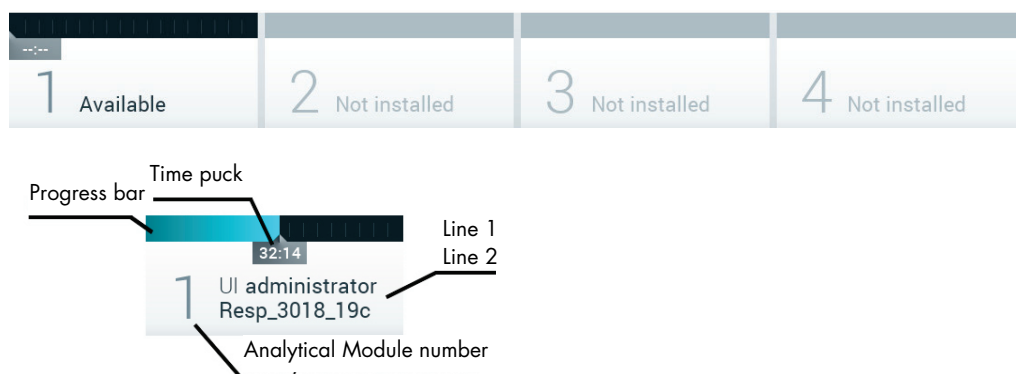 --:--
1 Available
2 Not installed
3 Not installed
4 Not installed
Time puck
Progress bar
Line 1
32:14
Line 2
UI administrator
1
Resp_3018_19c
Analytical Module number